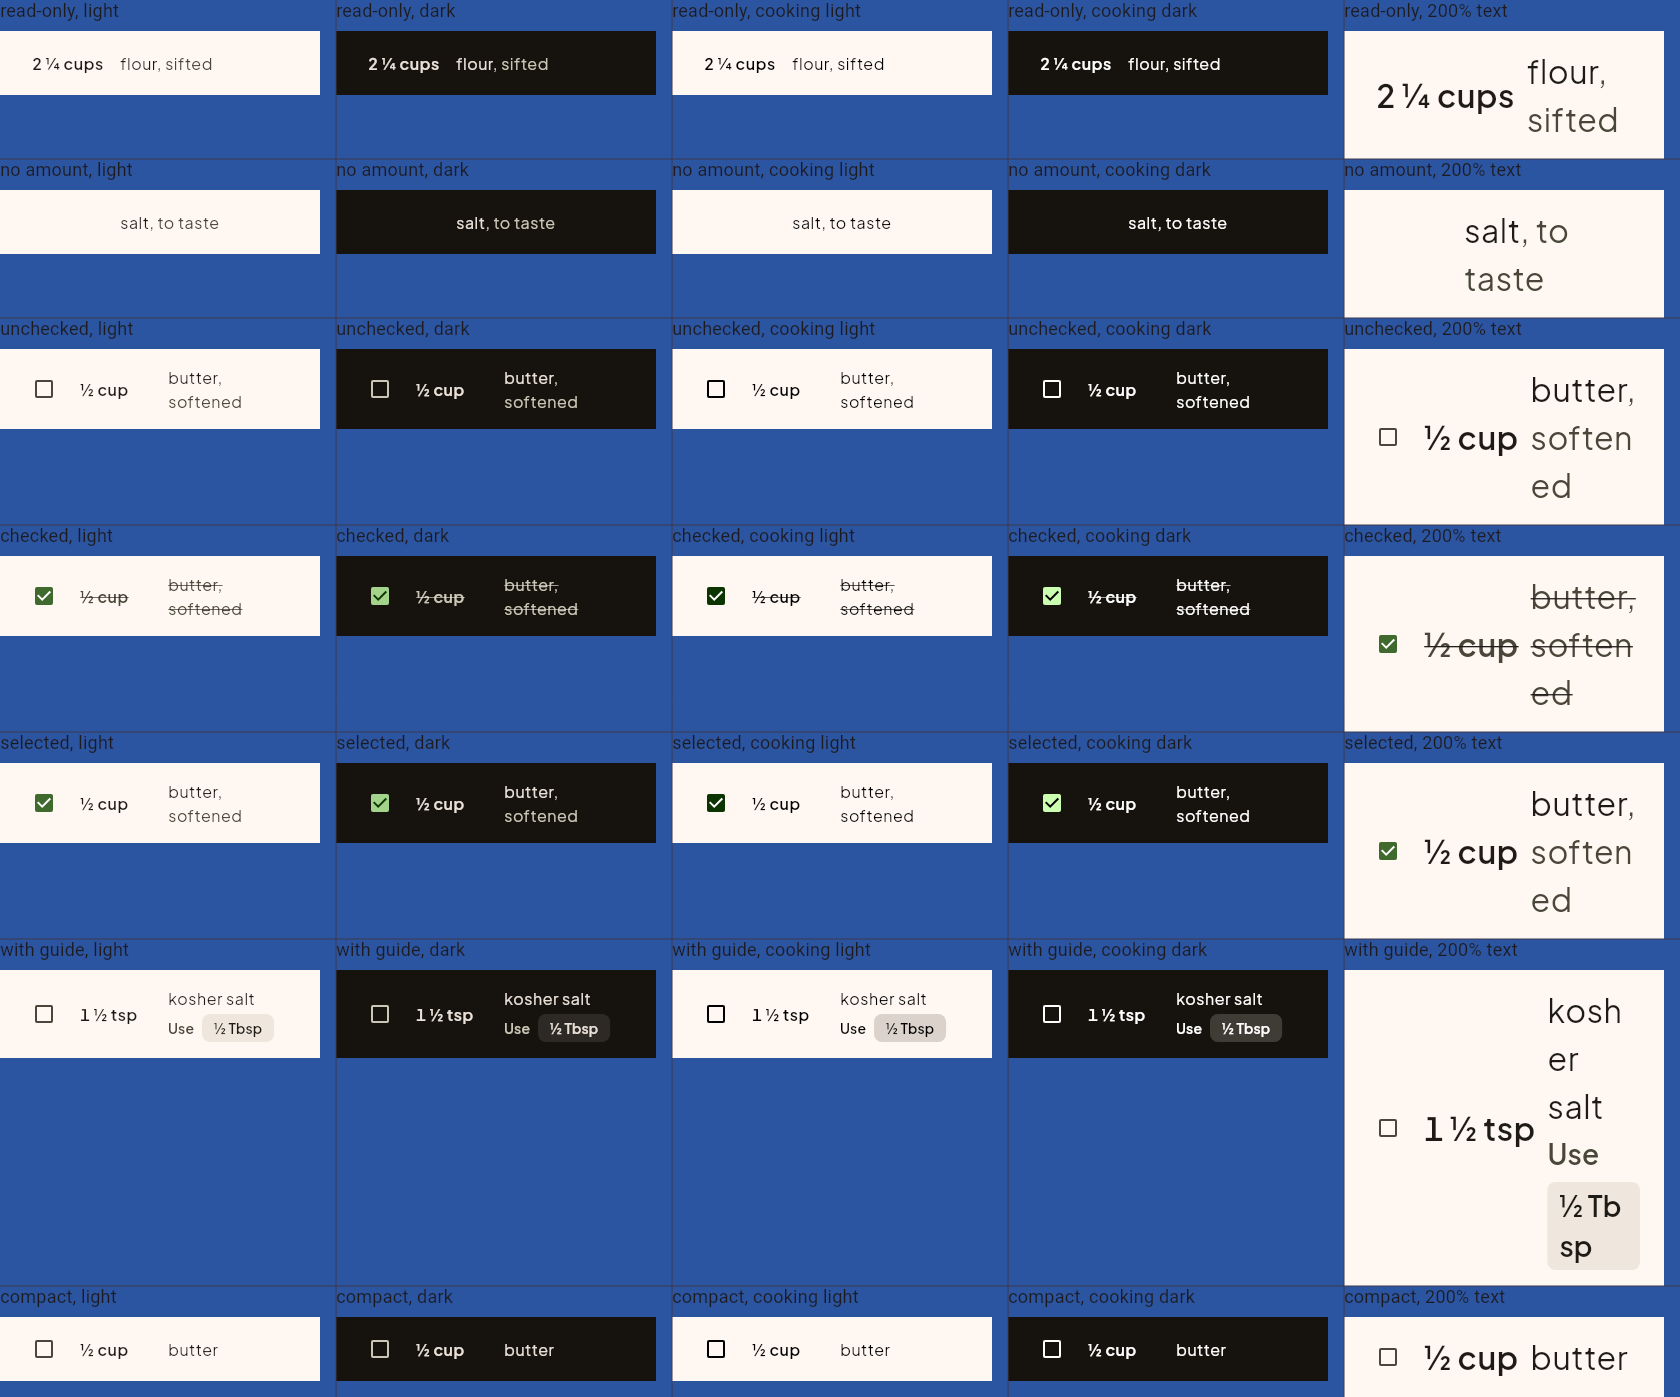 read-only, light
read-only, dark
read-only, cooking light
read-only, cooking dark
read-only, 200% text
2 ¼ cups flour, sifted
2 ¼ cups flour, sifted
2 ¼ cups flour, sifted
2 ¼ cups flour, sifted
2 ¼ cups
flour,
sifted
no amount, light
no amount, dark
no amount, cooking light
no amount, cooking dark
no amount, 200% text
salt, to taste
salt, to taste
salt, to taste
salt, to taste
salt, to
taste
unchecked, light
unchecked, dark
unchecked, cooking light
unchecked, cooking dark
unchecked, 200% text
½ cup
butter,
softened
½ cup
butter,
softened
½ cup
butter,
softened
½ cup
butter,
softened
½ cup
butter,
soften
ed
checked, light
checked, dark
checked, cooking light
checked, cooking dark
checked, 200% text
½ cup
butter,
softened
½ cup
butter,
softened
½ cup
butter,
softened
½ cup
butter,
softened
½ cup
butter,
soften
ed
selected, light
selected, dark
selected, cooking light
selected, cooking dark
selected, 200% text
½ cup
butter,
softened
½ cup
butter,
softened
½ cup
butter,
softened
½ cup
butter,
softened
½ cup
butter,
soften
ed
with guide, light
with guide, dark
with guide, cooking light
with guide, cooking dark
with guide, 200% text
1 ½ tsp
kosher salt
Use ½ Tbsp
1 ½ tsp
kosher salt
Use ½ Tbsp
1 ½ tsp
kosher salt
Use ½ Tbsp
1 ½ tsp
kosher salt
Use ½ Tbsp
1 ½ tsp
kosh
er
salt
Use
½ Tb
sp
compact, light
compact, dark
compact, cooking light
compact, cooking dark
compact, 200% text
½ cup butter
½ cup butter
½ cup butter
½ cup butter
½ cup butter